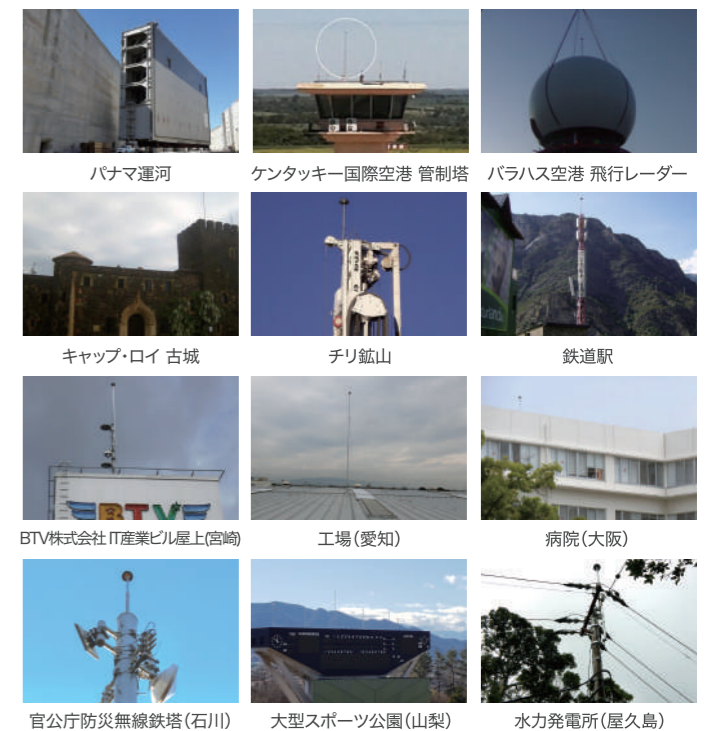 パナマ運河
ケンタッキー国際空港 管制塔
バラハス空港 飛行レーダー
キャップ・ロイ 古城
チリ鉱山
鉄道駅
BTV
BTV株式会社 IT産業ビル屋上(宮崎)
工場(愛知)
病院(大阪)
官公庁防災無線鉄塔(石川)
大型スポーツ公園(山梨)
水力発電所(屋久島)